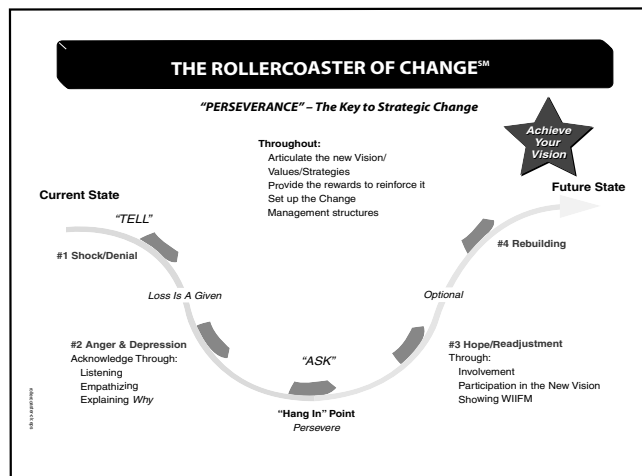 THE ROLLERCOASTER OF CHANGE℠
“PERSEVERANCE” – The Key to Strategic Change
Achieve
Your
Vision
Throughout:
Articulate the new Vision/
Values/Strategies
Provide the rewards to reinforce it
Set up the Change
Management structures
Current State
Future State
“TELL”
#1 Shock/Denial
#4 Rebuilding
Loss Is A Given
Optional
#2 Anger & Depression
Acknowledge Through:
Listening
Empathizing
Explaining Why
“ASK”
#3 Hope/Readjustment
Through:
Involvement
Participation in the New Vision
Showing WIIFM
“Hang In” Point
Persevere